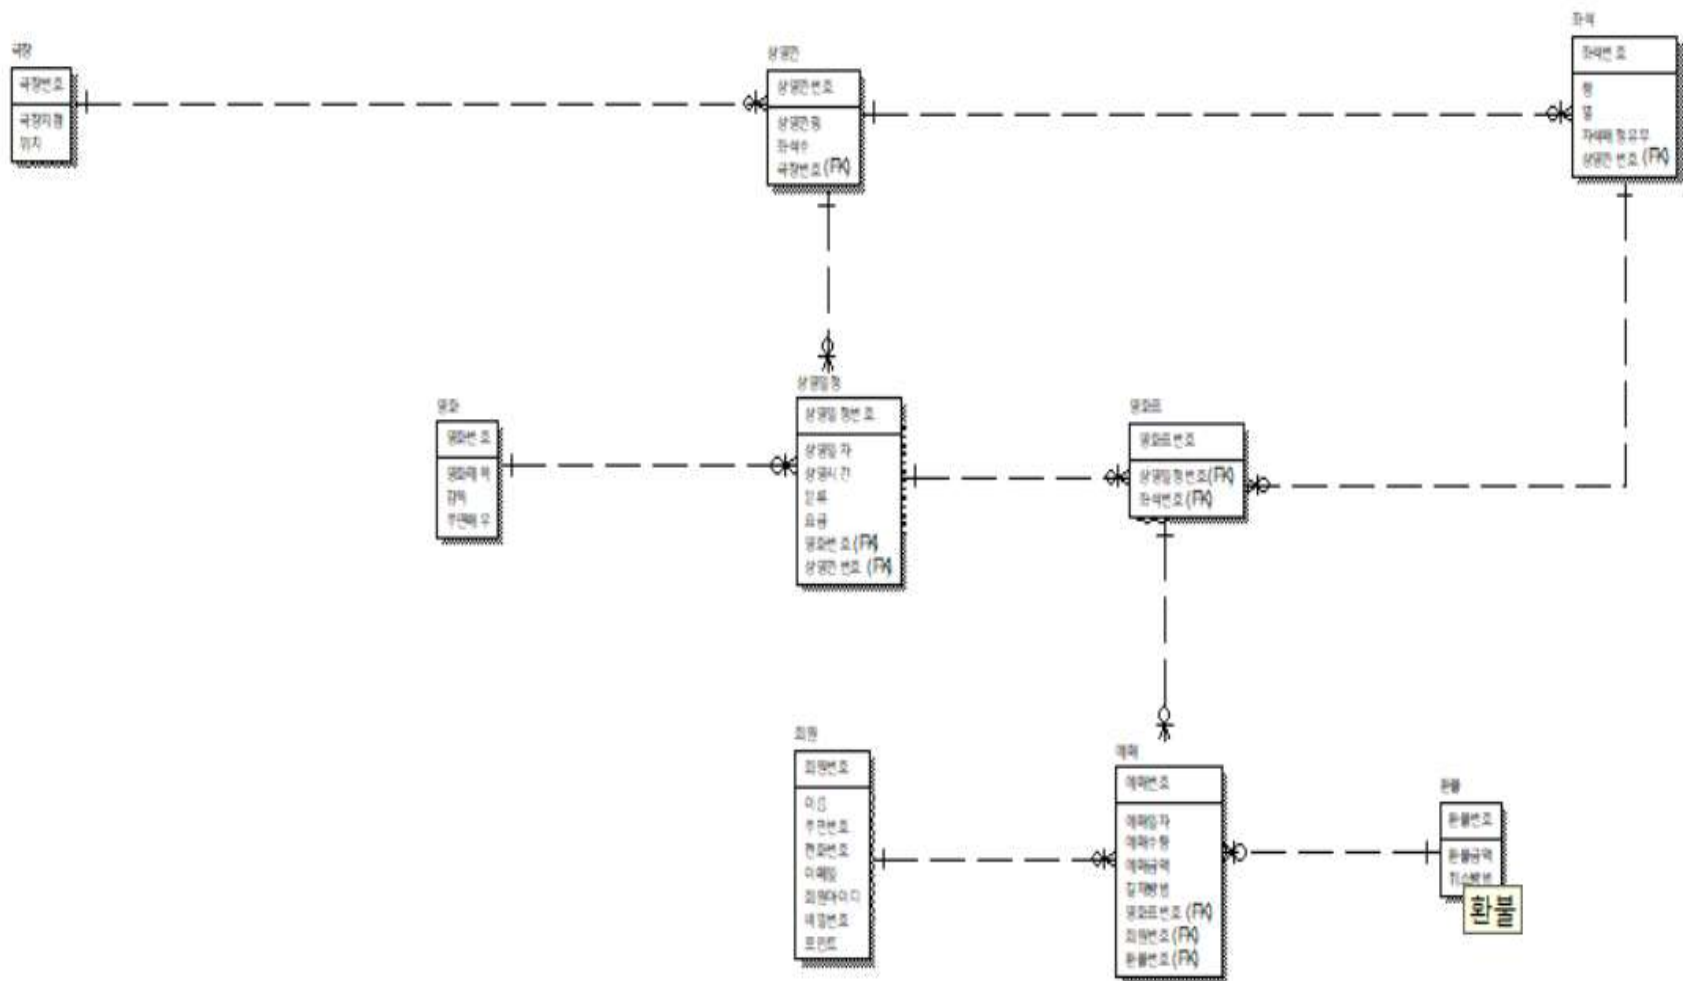 극장
극장번호
극장지점
위치
상영관
상영관번호
상영관명
좌석수
극장번호(FK)
좌석
좌석번호
행
열
좌석배정유무
상영관번호(FK)
영화
영화번호
영화제목
감독
주연배우
상영일정
상영일정번호
상영일자
상영시간
요금
영화번호(FK)
상영관번호 (FK)
영화표
영화표번호
상영일정번호(FK)
좌석번호(FK)
회원
회원번호
이름
주민번호
전화번호
이메일
회원아이디
비밀번호
포인트
예매
예매번호
예매일자
예매수량
예매금액
결제방법
영화표번호(FK)
회원번호(FK)
환불번호(FK)
환불
환불번호
환불금액
취소방법
환불